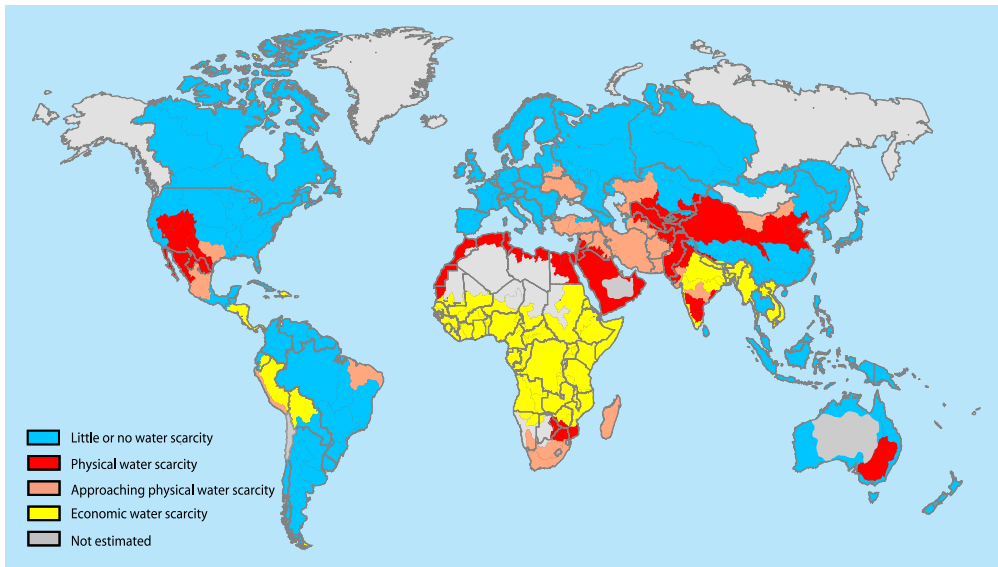 Little or no water scarcity
Physical water scarcity
Approaching physical water scarcity
Economic water scarcity
Not estimated